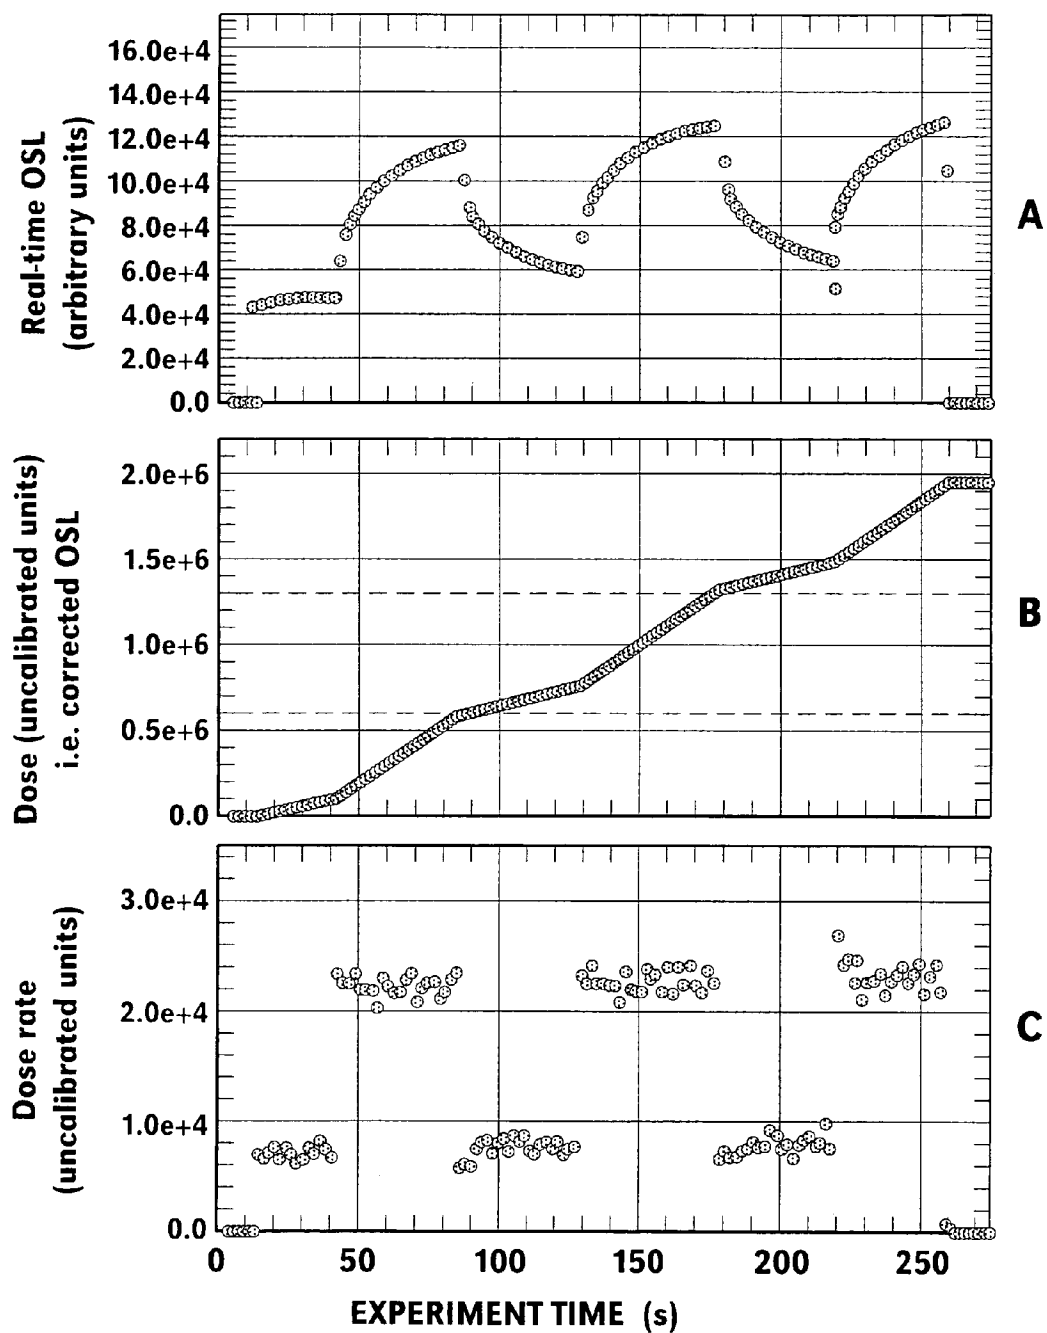 Real-time OSL
(arbitrary units)
16.0e+4
14.0e+4
12.0e+4
10.0e+4
8.0e+4
6.0e+4
4.0e+4
2.0e+4
0.0
A
Dose (uncalibrated units)
i.e. corrected OSL
2.0e+6
1.5e+6
1.0e+6
0.5e+6
0.0
B
Dose rate
(uncalibrated units)
3.0e+4
2.0e+4
1.0e+4
0.0
C
0 50 100 150 200 250
EXPERIMENT TIME (s)